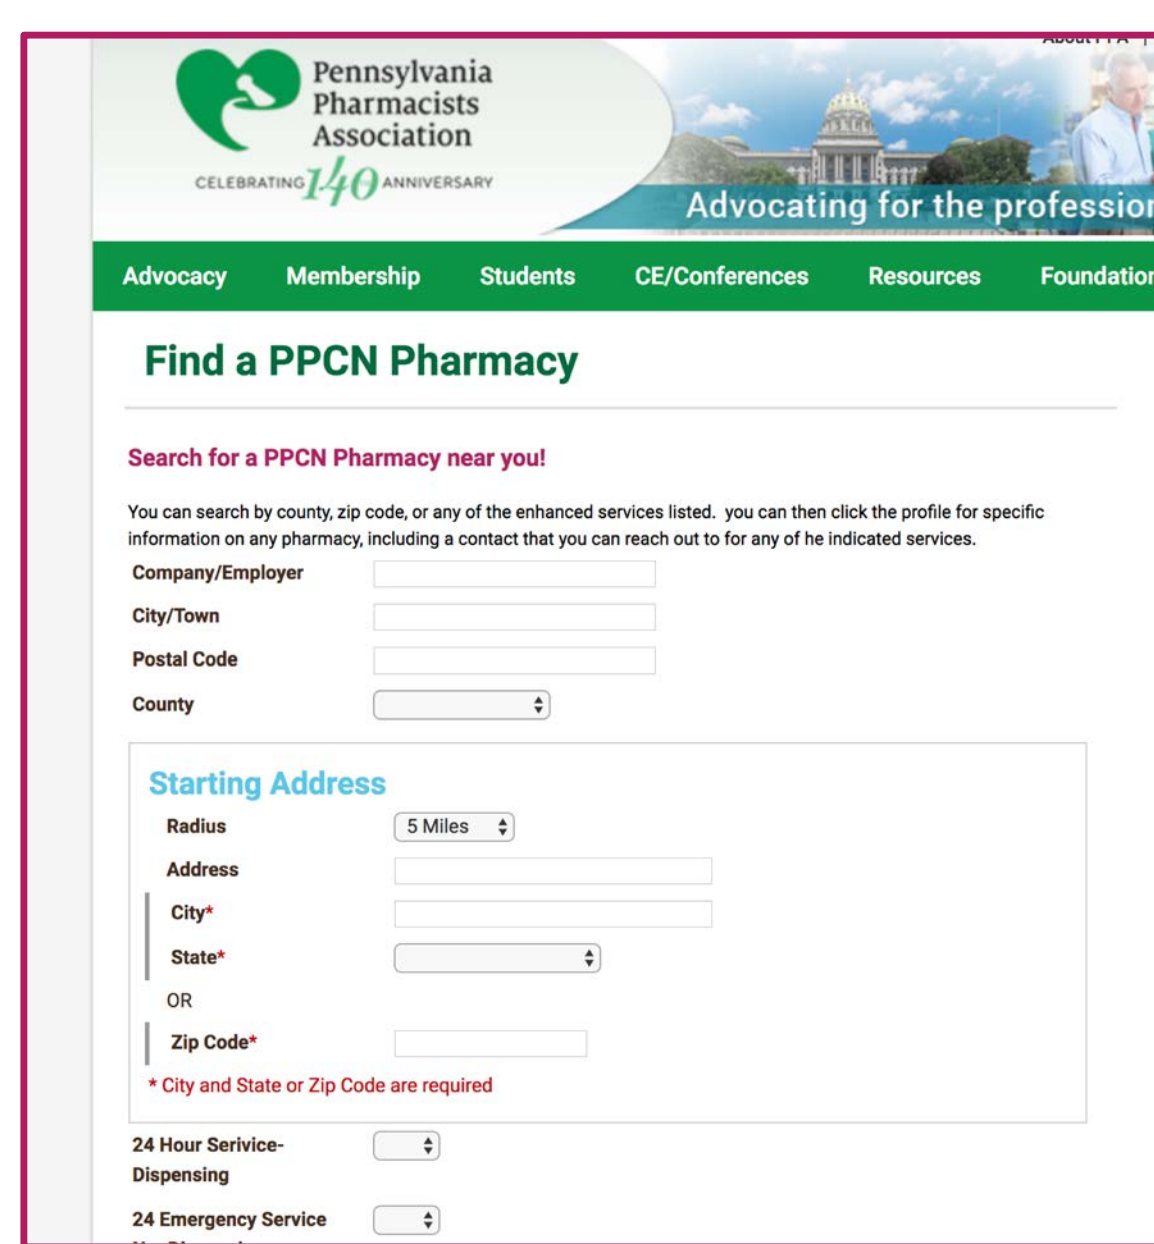 About PPA |
Pennsylvania
Pharmacists
Association
CELEBRATING 140 ANNIVERSARY
Advocating for the profession
Advocacy Membership Students CE/Conferences Resources Foundation
Find a PPCN Pharmacy
Search for a PPCN Pharmacy near you!
You can search by county, zip code, or any of the enhanced services listed. you can then click the profile for specific
information on any pharmacy, including a contact that you can reach out to for any of he indicated services.
Company/Employer
City/Town
Postal Code
County
Starting Address
Radius 5 Miles
Address
City*
State*
OR
Zip Code*
* City and State or Zip Code are required
24 Hour Serivice-
Dispensing
24 Emergency Service